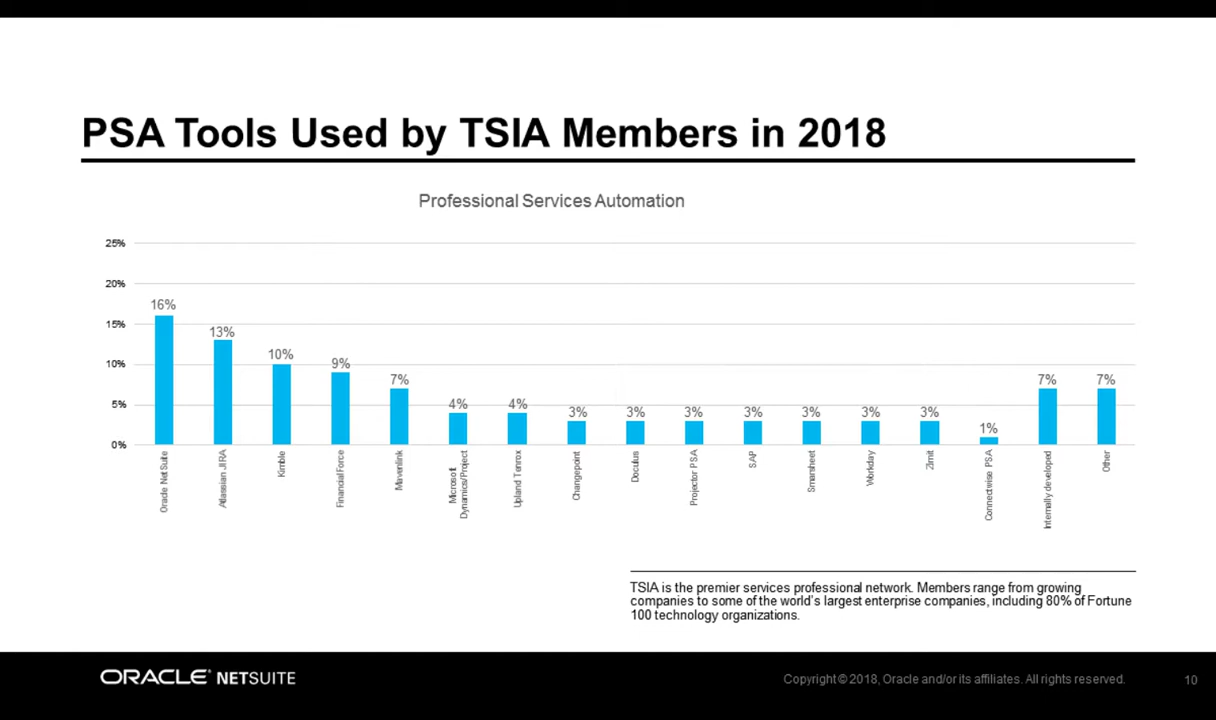 PSA Tools Used by TSIA Members in 2018
Professional Services Automation
25%
20%
15%
10%
5%
0%
16%
13%
10%
9%
7%
4%
4%
3%
3%
3%
3%
3%
3%
3%
1%
7%
7%
Oracle NetSuite
Atlassian JIRA
Kimble
FinancialForce
Mavenlink
Microsoft
Dynamics/Project
Upland Tenrox
Changepoint
Doculus
Projector PSA
SAP
Smarsheet
Workday
Zimit
Connectwise PSA
Internally developed
Other
TSIA is the premier services professional network. Members range from growing
companies to some of the world's largest enterprise companies, including 80% of Fortune
100 technology organizations.
ORACLE® NETSUITE
Copyright © 2018, Oracle and/or its affiliates. All rights reserved.
10